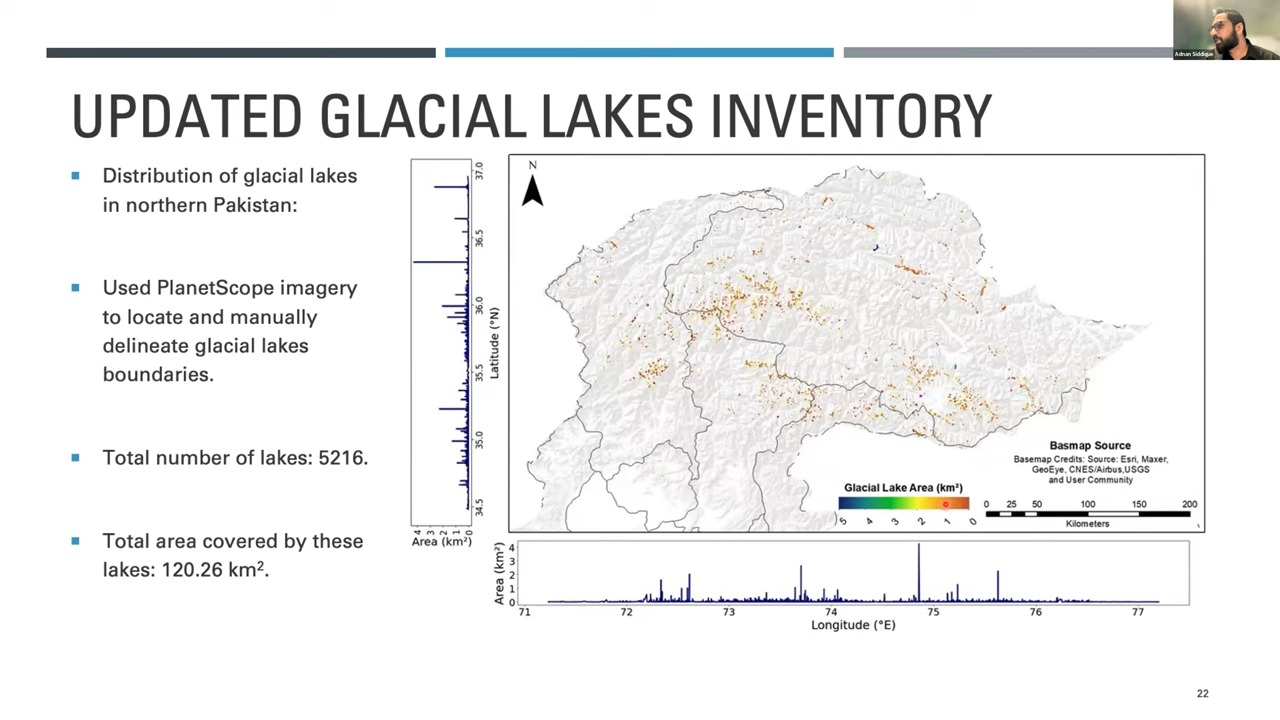 Adnan Siddique
UPDATED GLACIAL LAKES INVENTORY
Distribution of glacial lakes
in northern Pakistan:
Used PlanetScope imagery
to locate and manually
delineate glacial lakes
boundaries.
Total number of lakes: 5216.
Total area covered by these
lakes: 120.26 km².
37.0
36.5
36.0
35.5
35.0
34.5
Latitude (°N)
4 3 2 1 0
Area (km²)
N
Basmap Source
Basemap Credits: Source: Esri, Maxer,
GeoEye, CNES/Airbus,USGS
and User Community
Glacial Lake Area (km²)
5 4 3 2 1 0
0 25 50 100 150 200
Kilometers
Area (km²)
4
3
2
1
0
71 72 73 74 75 76 77
Longitude (°E)
22